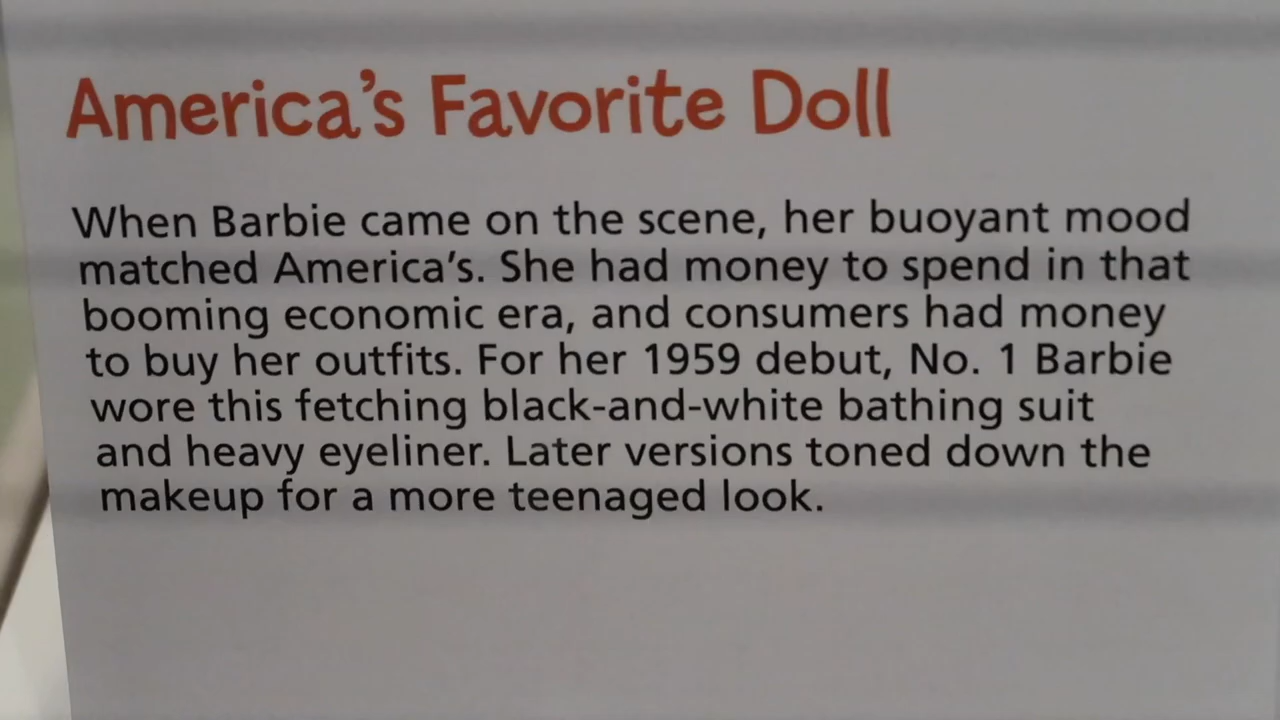 America's Favorite Doll
When Barbie came on the scene, her buoyant mood
matched America's. She had money to spend in that
booming economic era, and consumers had money
to buy her outfits. For her 1959 debut, No. 1 Barbie
wore this fetching black-and-white bathing suit
and heavy eyeliner. Later versions toned down the
makeup for a more teenaged look.